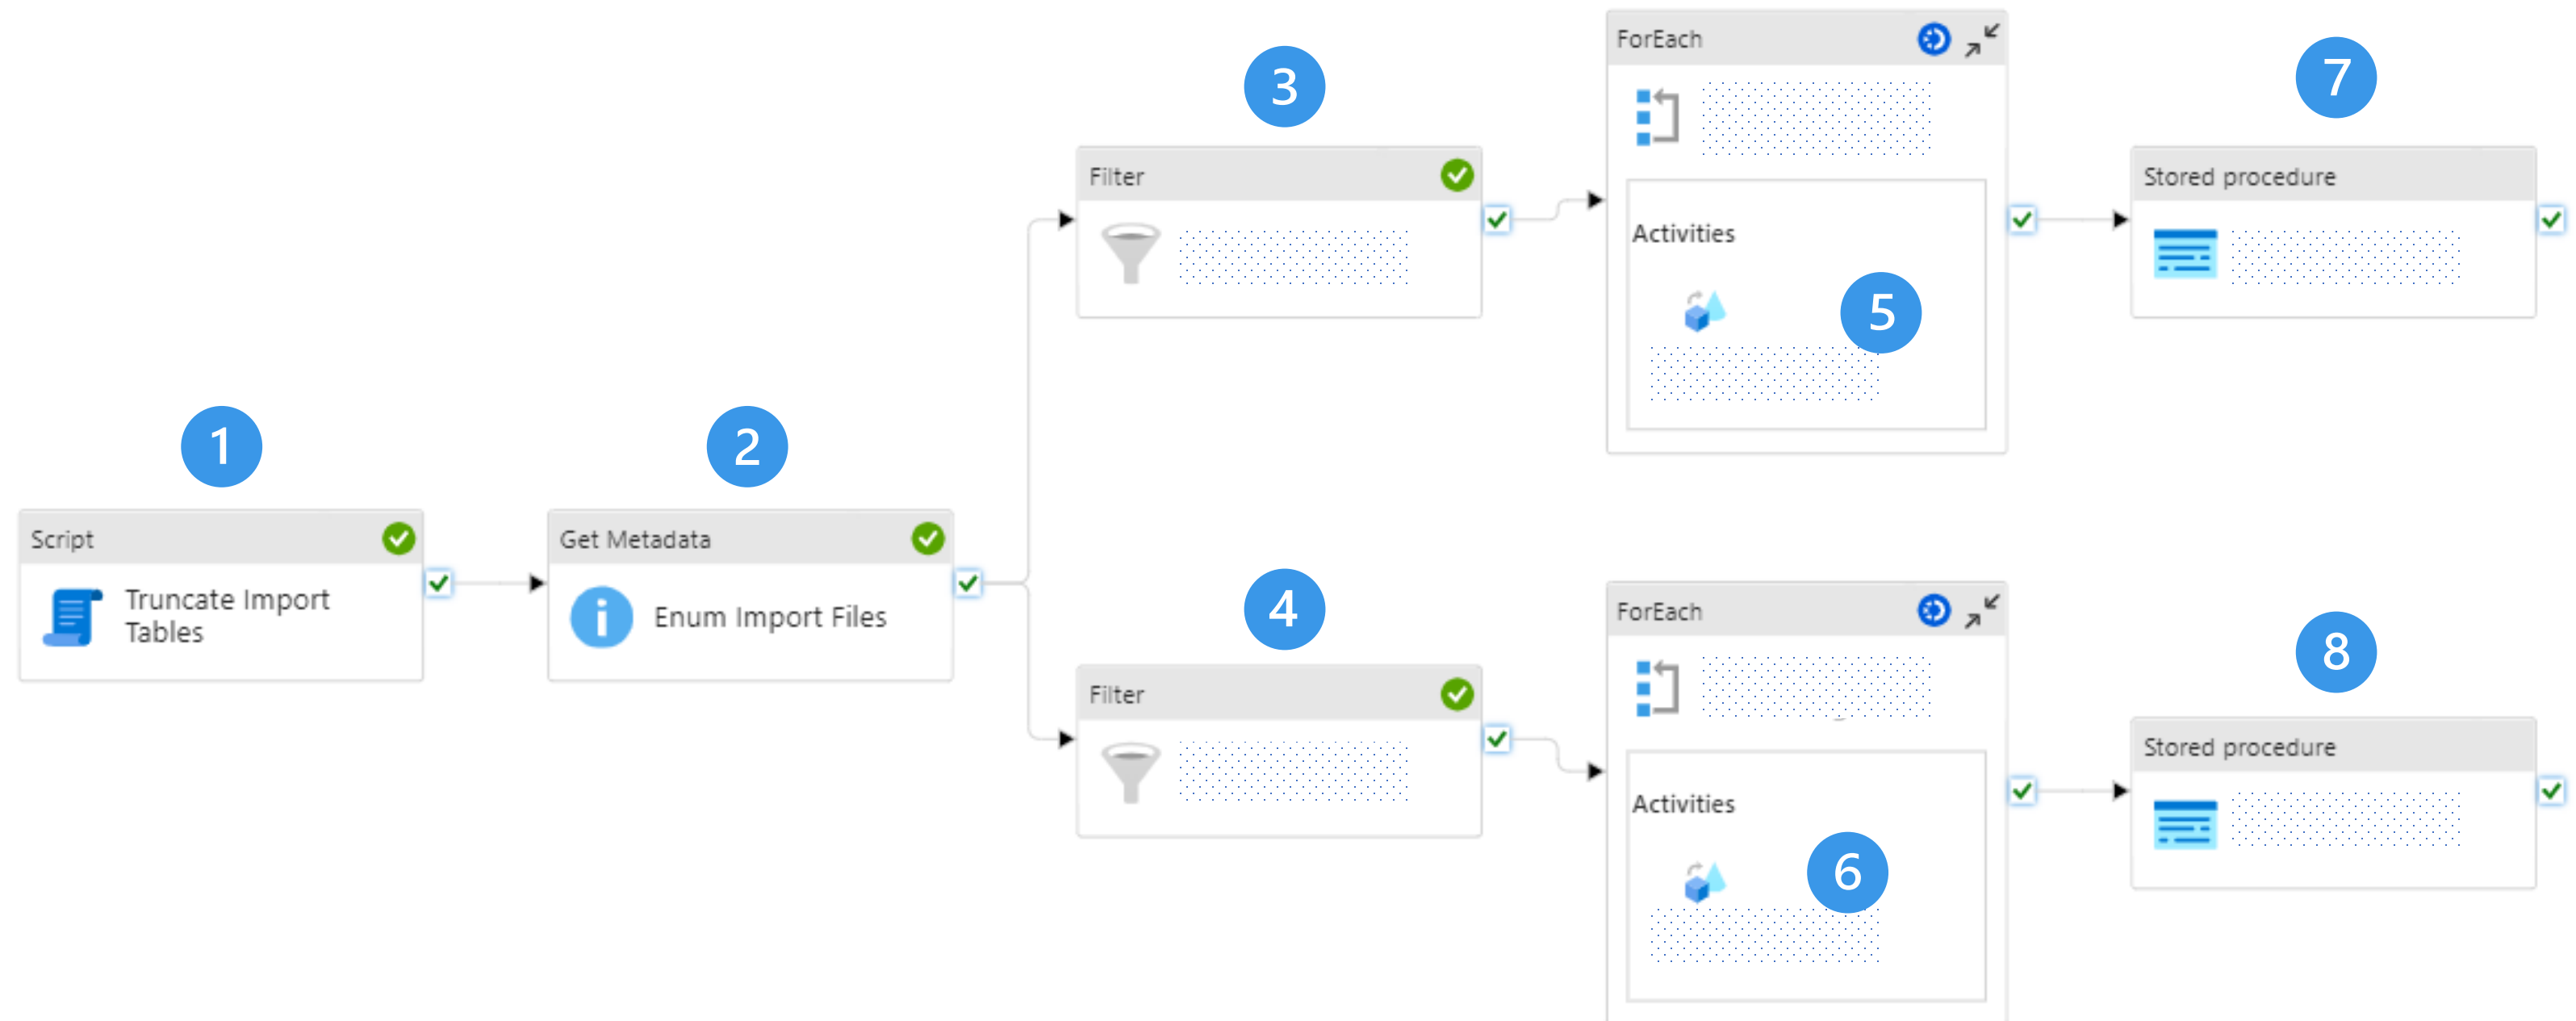 1
Script
Truncate Import
Tables
2
Get Metadata
Enum Import Files
3
Filter
4
Filter
ForEach
Activities
5
ForEach
Activities
6
7
Stored procedure
8
Stored procedure